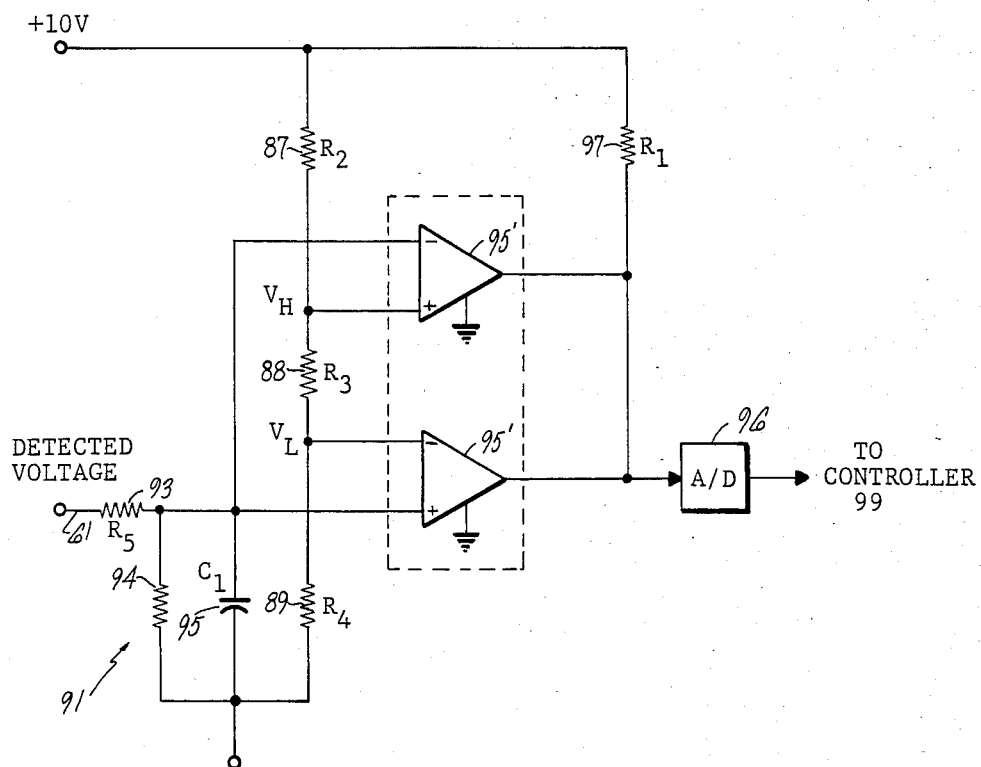 +10V
87 R2
97 R1
95'
−
+
VH
88 R3
VL
95'
−
+
96
A/D
TO
CONTROLLER
99
DETECTED
VOLTAGE
93
61 R5
94
C1
95
89 R4
91